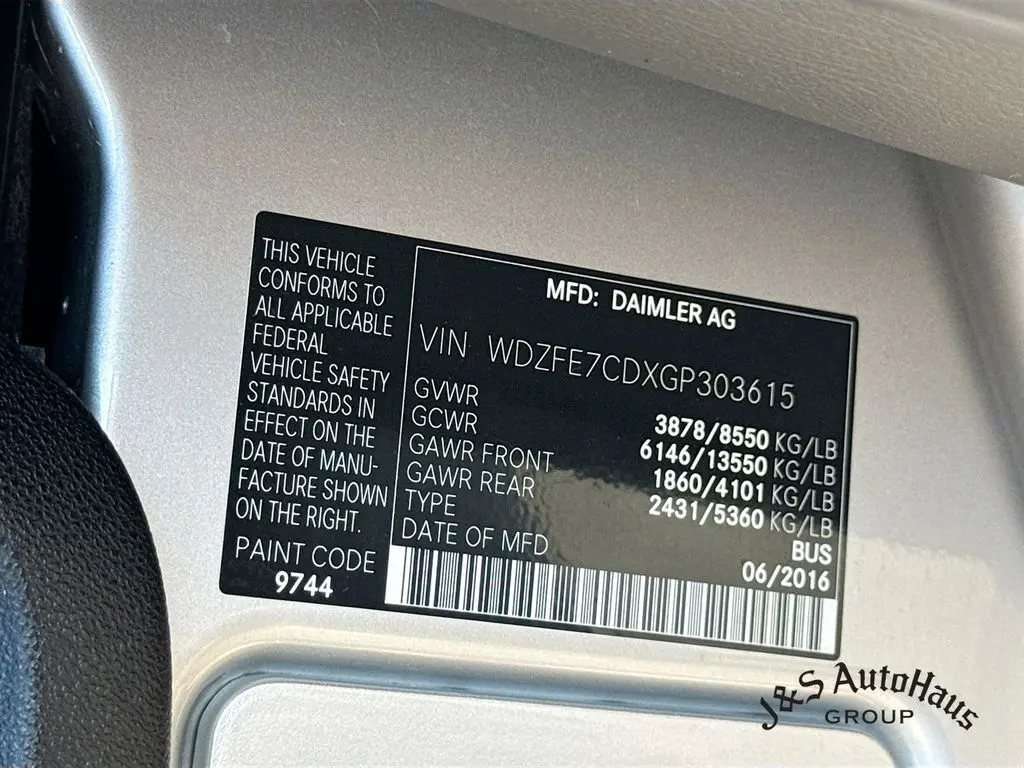 THIS VEHICLE
CONFORMS TO
ALL APPLICABLE
FEDERAL
VEHICLE SAFETY
STANDARDS IN
EFFECT ON THE
DATE OF MANU-
FACTURE SHOWN
ON THE RIGHT.
PAINT CODE
9744
MFD: DAIMLER AG
VIN WDZFE7CDXGP303615
GVWR 3878/8550 KG/LB
GCWR 6146/13550 KG/LB
GAWR FRONT 1860/4101 KG/LB
GAWR REAR 2431/5360 KG/LB
TYPE BUS
DATE OF MFD 06/2016
J&S AutoHaus
GROUP